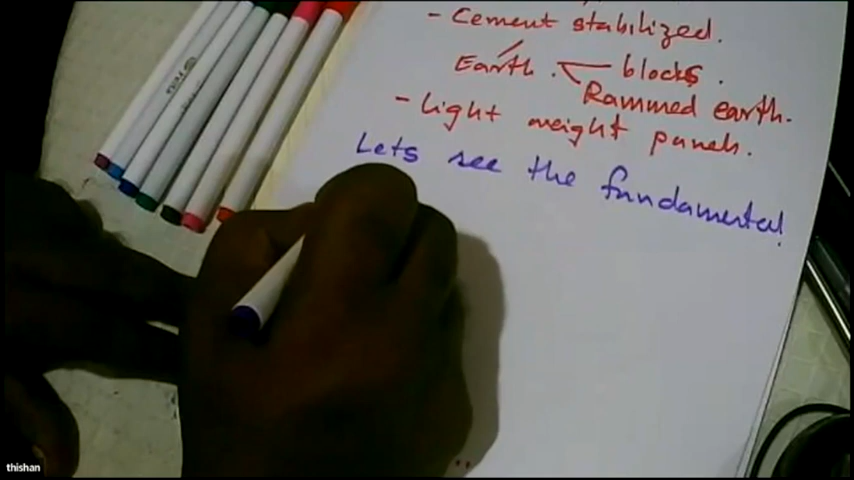 - Cement stabilized.
Earth. blocks.
Rammed earth.
- light weight panels.
Lets see the fundamental
thishan